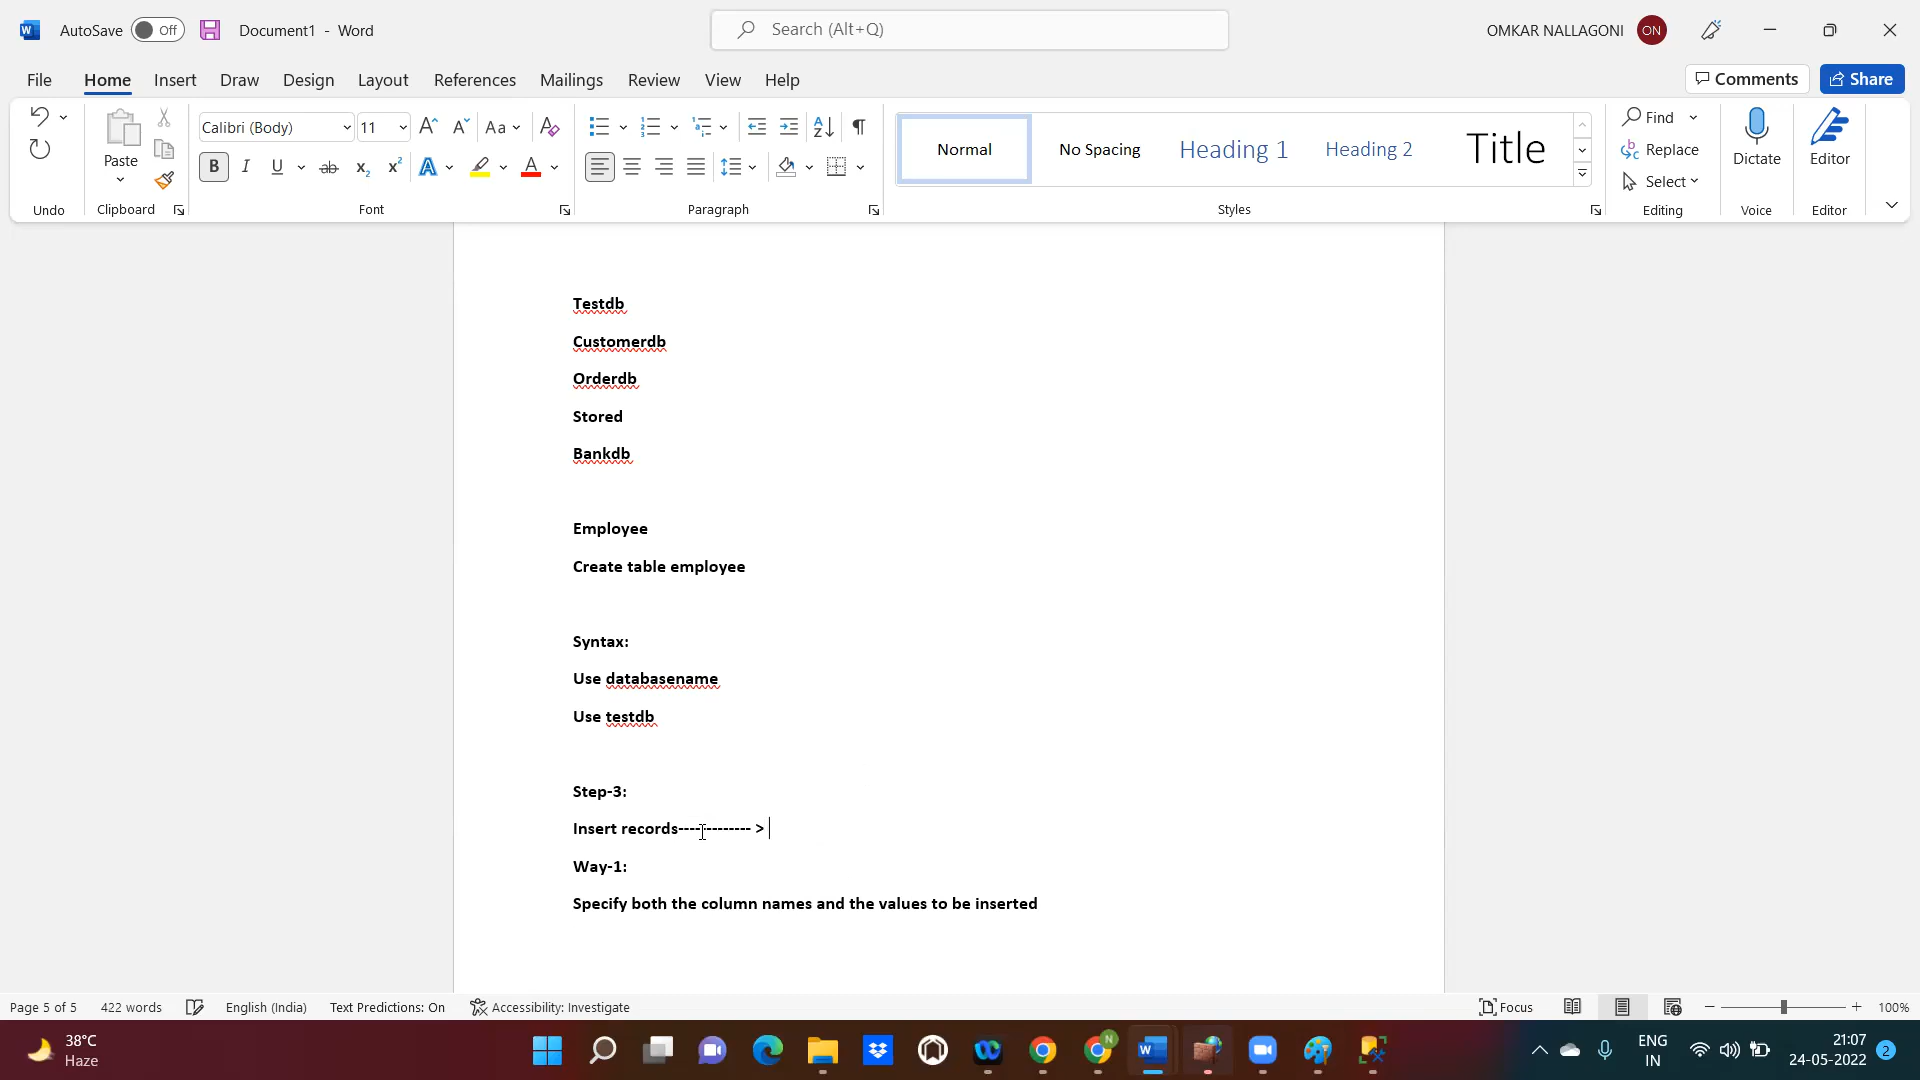 AutoSave Off Document1 - Word Search (Alt+Q) OMKAR NALLAGONI ON
File Home Insert Draw Design Layout References Mailings Review View Help Comments Share
Calibri (Body) 11 Aa Normal No Spacing Heading 1 Heading 2 Title Find
Paste Replace Dictate Editor
B I U ab x₂ x² A A Select
Undo Clipboard Font Paragraph Styles Editing Voice Editor
Testdb
Customerdb
Orderdb
Stored
Bankdb
Employee
Create table employee
Syntax:
Use databasename
Use testdb
Step-3:
Insert records------------- >
Way-1:
Specify both the column names and the values to be inserted
Page 5 of 5 422 words English (India) Text Predictions: On Accessibility: Investigate Focus 100%
38°C
Haze
ENG
IN
21:07
24-05-2022 2